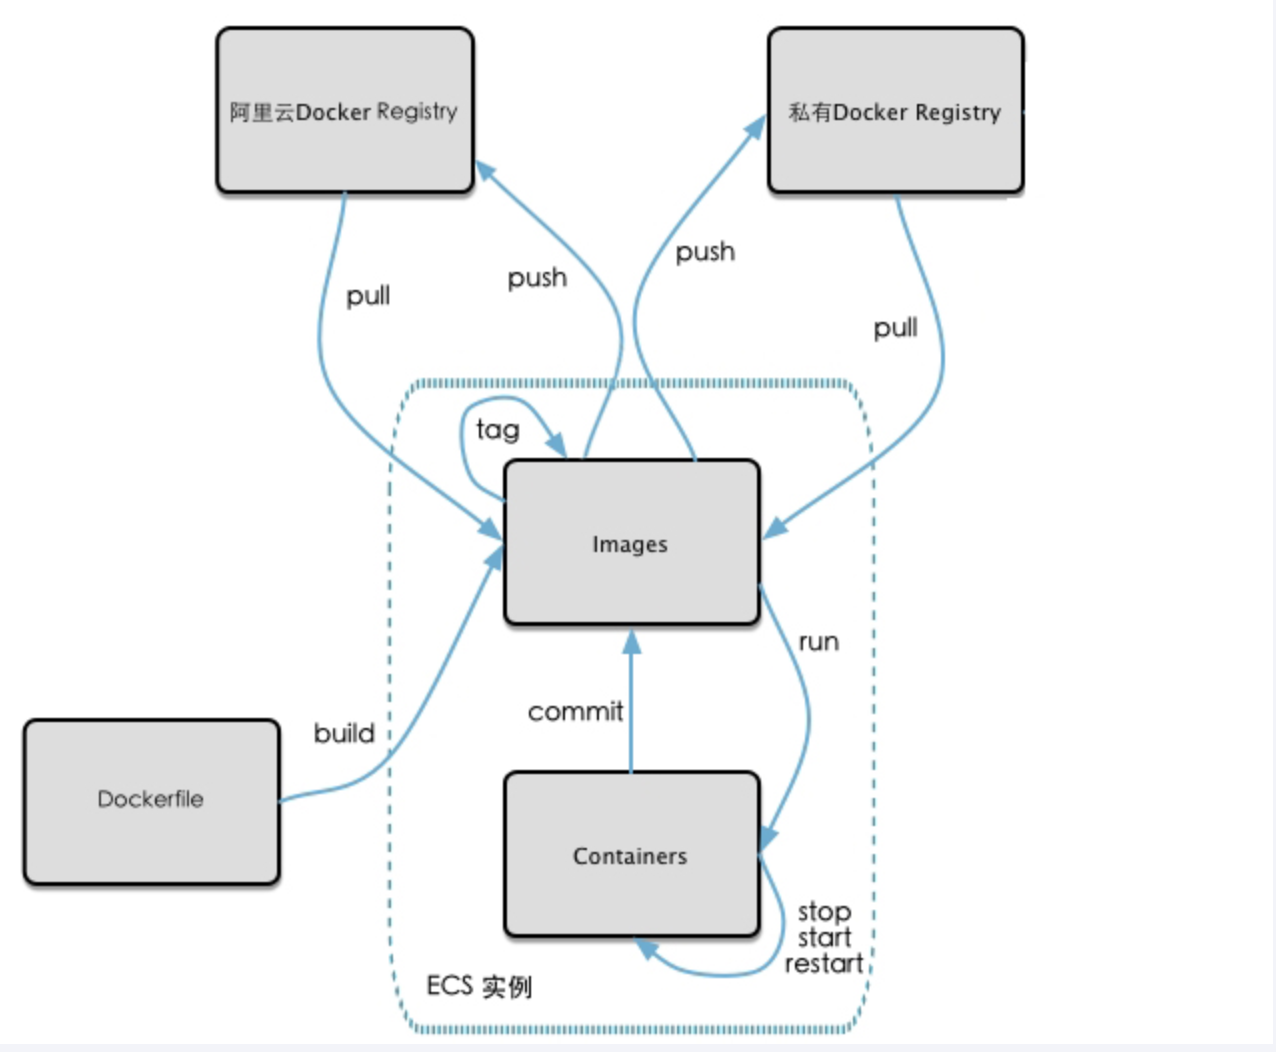 阿里云Docker Registry
私有Docker Registry
push
push
pull
pull
tag
Images
run
commit
build
Dockerfile
Containers
stop
start
restart
ECS 实例